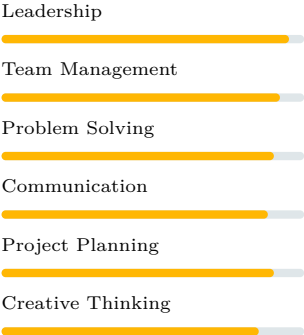 Leadership
Team Management
Problem Solving
Communication
Project Planning
Creative Thinking